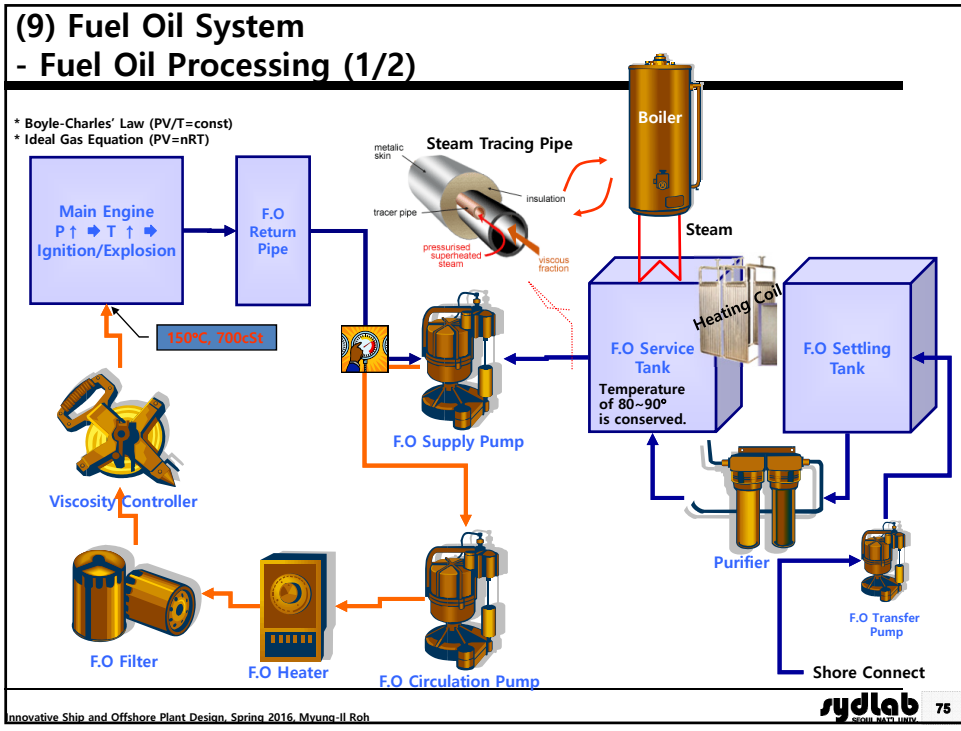 (9) Fuel Oil System
- Fuel Oil Processing (1/2)
* Boyle-Charles’ Law (PV/T=const)
* Ideal Gas Equation (PV=nRT)
Steam Tracing Pipe
metalic
skin
insulation
tracer pipe
pressurised
superheated
steam
viscous
fraction
Boiler
Steam
Main Engine
P ↑ ➡ T ↑ ➡
Ignition/Explosion
F.O
Return
Pipe
150℃, 700cSt
Heating Coil
F.O Service
Tank
Temperature
of 80~90°
is conserved.
F.O Settling
Tank
F.O Supply Pump
Viscosity Controller
Purifier
F.O Transfer
Pump
F.O Filter
F.O Heater
F.O Circulation Pump
Shore Connect
Innovative Ship and Offshore Plant Design, Spring 2016, Myung-Il Roh
sydlab
SEOUL NAT'L UNIV.
75